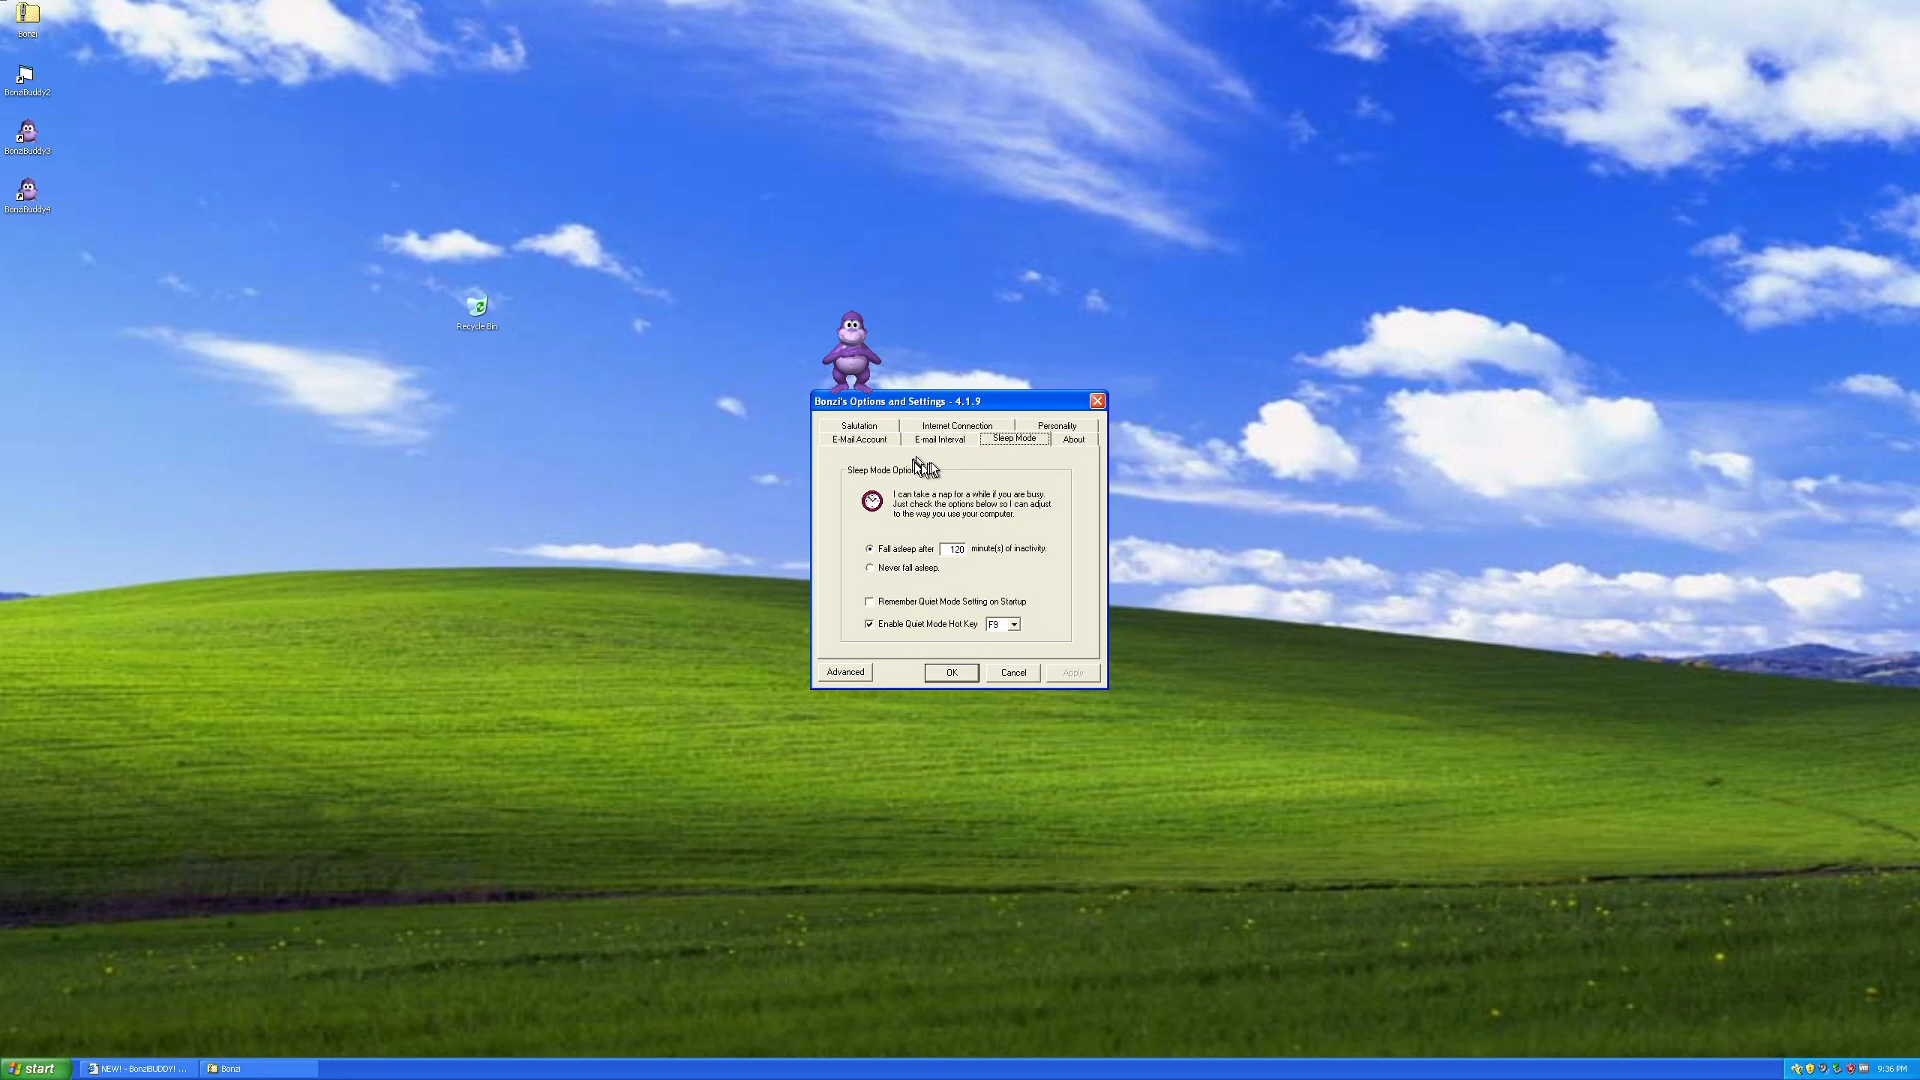 Bonzi
BonziBuddy2
BonziBuddy3
BonziBuddy4
Recycle Bin
Bonzi's Options and Settings - 4.1.9
Salutation
Internet Connection
Personality
E-Mail Account
E-mail Interval
Sleep Mode
About
Sleep Mode
I can take a nap for a while if you are busy.
Just check the options below so I can adjust
to the way you use your computer.
Fall asleep after 120 minute(s) of inactivity.
Never fall asleep.
Remember Quiet Mode Setting on Startup
Enable Quiet Mode Hot Key F9
Advanced
OK
Cancel
Apply
start
NEW! - BonziBUDDY! ...
Bonzi
9:36 PM